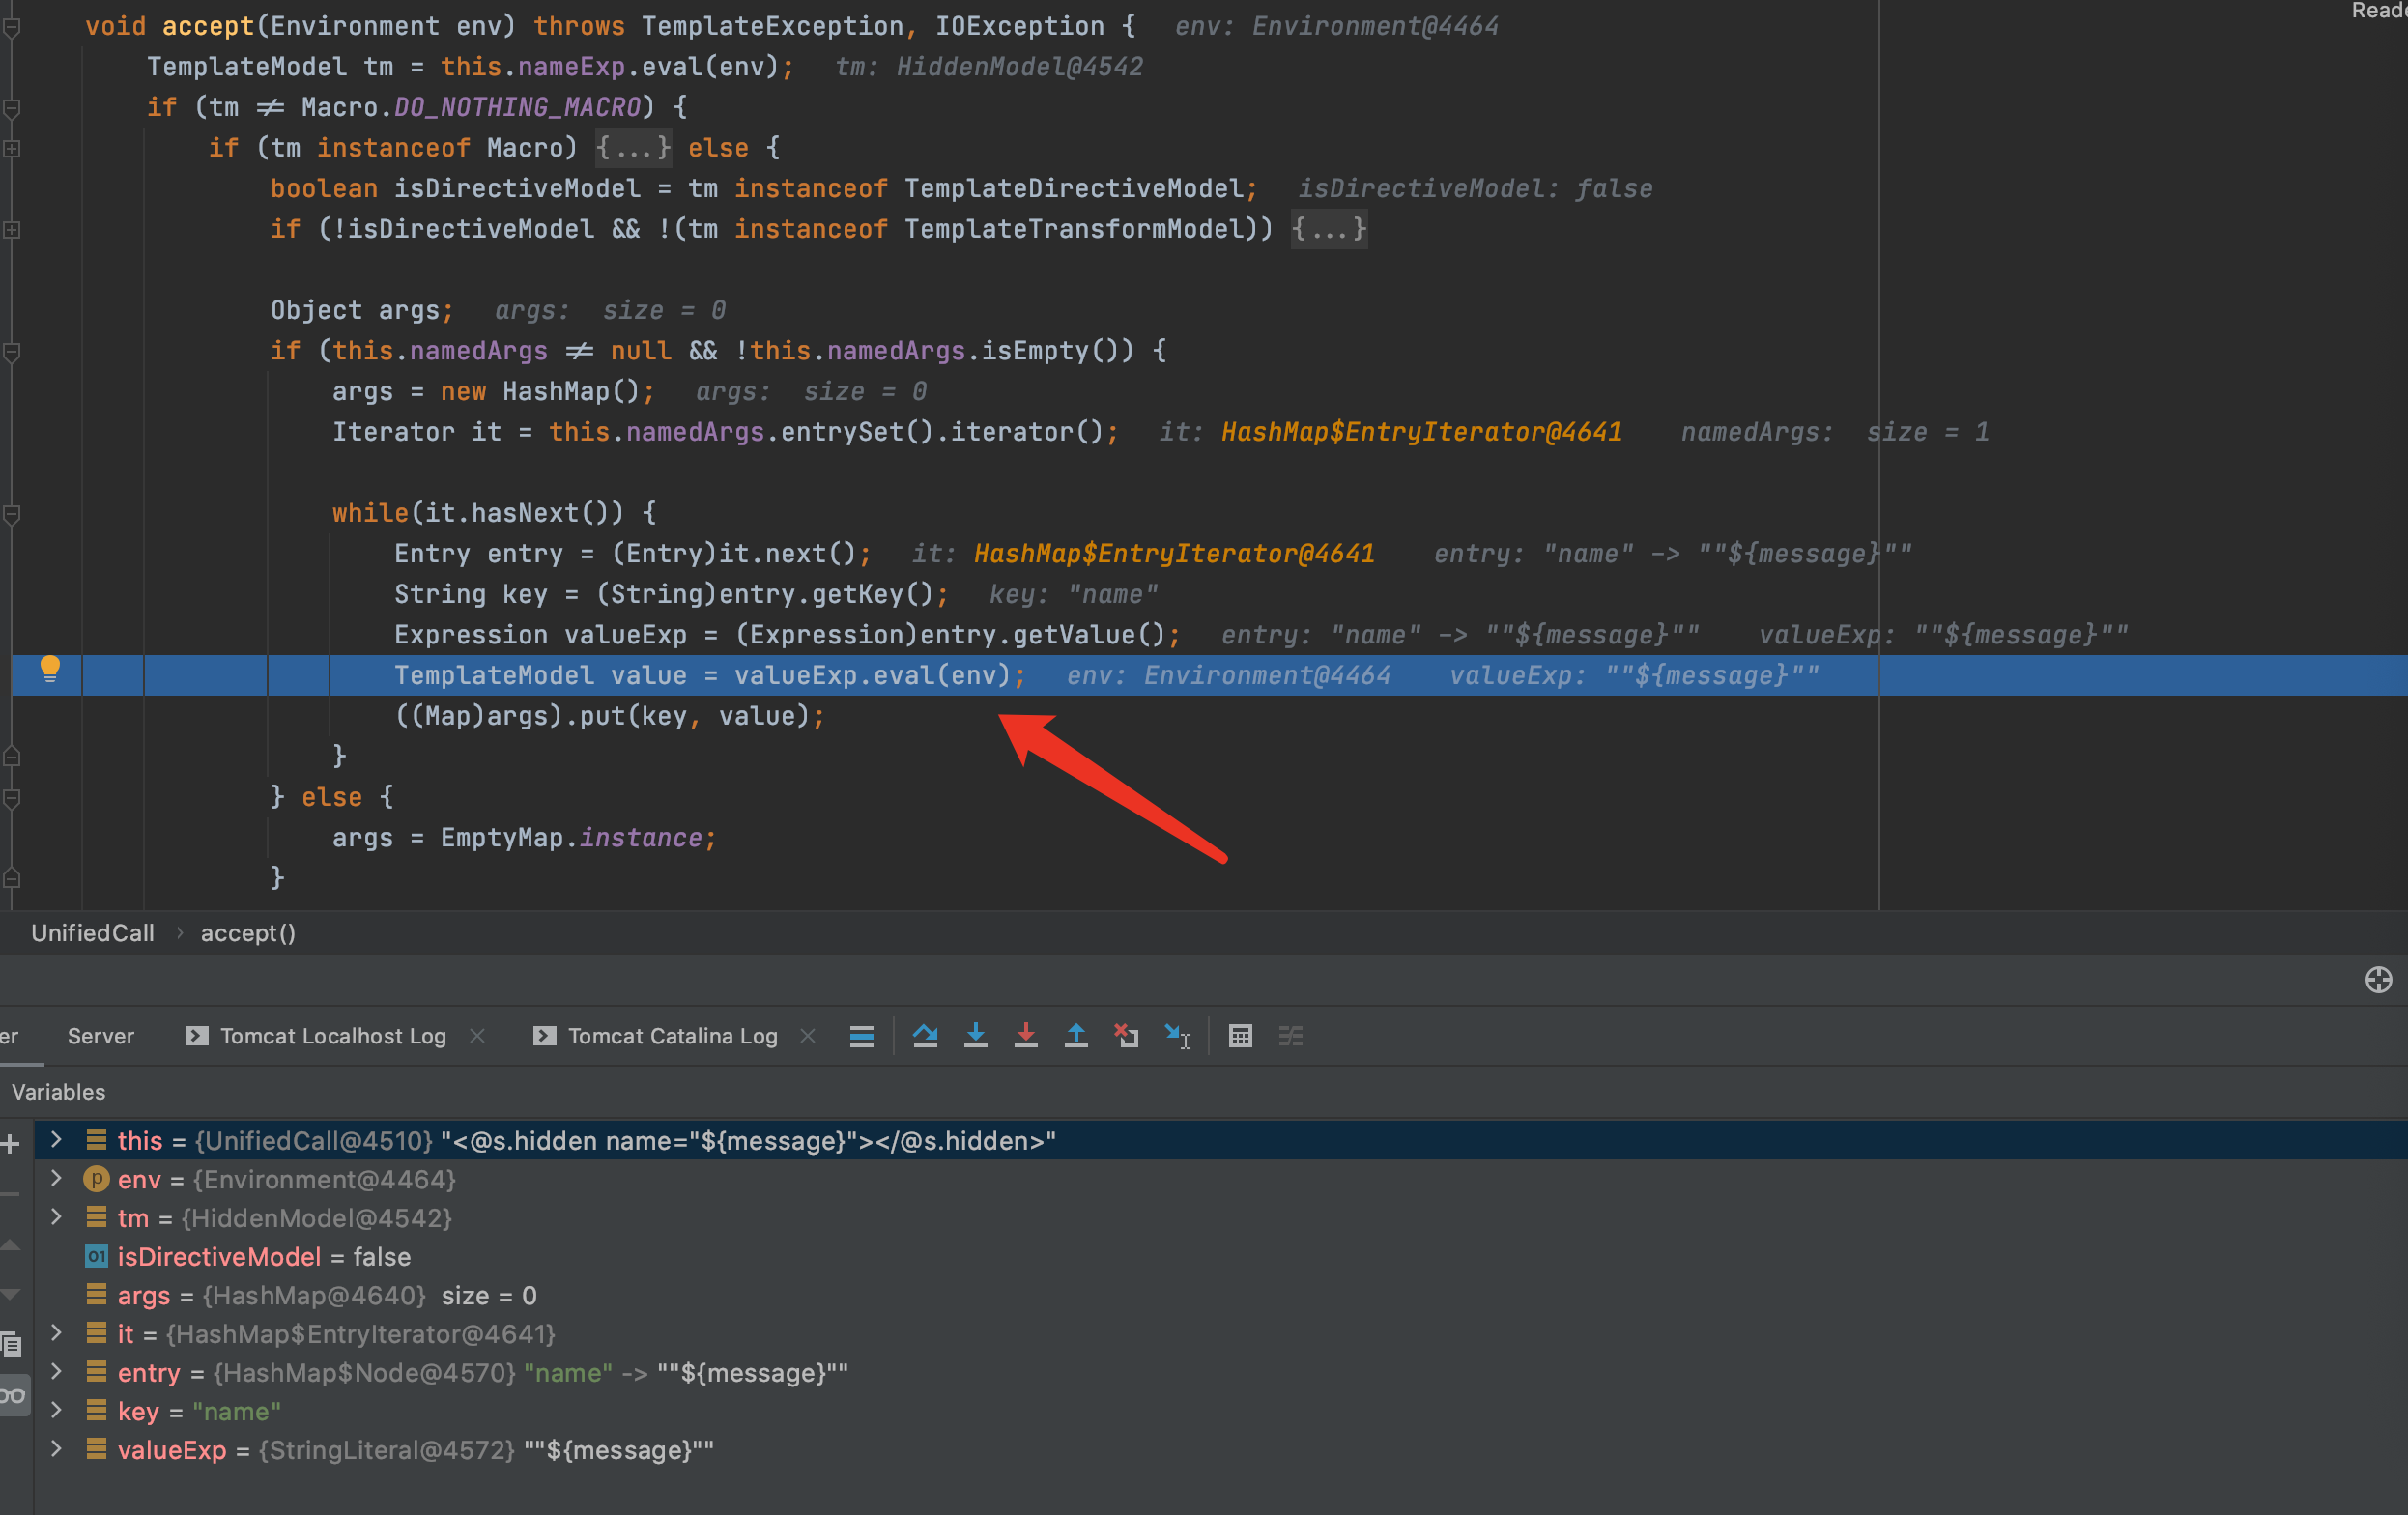 Reade
void accept(Environment env) throws TemplateException, IOException {   env: Environment@4464
TemplateModel tm = this.nameExp.eval(env);   tm: HiddenModel@4542
if (tm ≠ Macro.DO_NOTHING_MACRO) {
if (tm instanceof Macro) {...} else {
boolean isDirectiveModel = tm instanceof TemplateDirectiveModel;   isDirectiveModel: false
if (!isDirectiveModel && !(tm instanceof TemplateTransformModel)) {...}
Object args;   args:  size = 0
if (this.namedArgs ≠ null && !this.namedArgs.isEmpty()) {
args = new HashMap();   args:  size = 0
Iterator it = this.namedArgs.entrySet().iterator();   it: HashMap$EntryIterator@4641    namedArgs:  size = 1
while(it.hasNext()) {
Entry entry = (Entry)it.next();   it: HashMap$EntryIterator@4641    entry: "name" -> ""${message}""
String key = (String)entry.getKey();   key: "name"
Expression valueExp = (Expression)entry.getValue();   entry: "name" -> ""${message}""    valueExp: ""${message}""
TemplateModel value = valueExp.eval(env);   env: Environment@4464    valueExp: ""${message}""
((Map)args).put(key, value);
}
} else {
args = EmptyMap.instance;
}
UnifiedCall › accept()
er Server Tomcat Localhost Log × Tomcat Catalina Log ×
Variables
this = {UnifiedCall@4510} "<@s.hidden name="${message}"></@s.hidden>"
env = {Environment@4464}
tm = {HiddenModel@4542}
isDirectiveModel = false
args = {HashMap@4640}  size = 0
it = {HashMap$EntryIterator@4641}
entry = {HashMap$Node@4570} "name" -> ""${message}""
key = "name"
valueExp = {StringLiteral@4572} ""${message}""